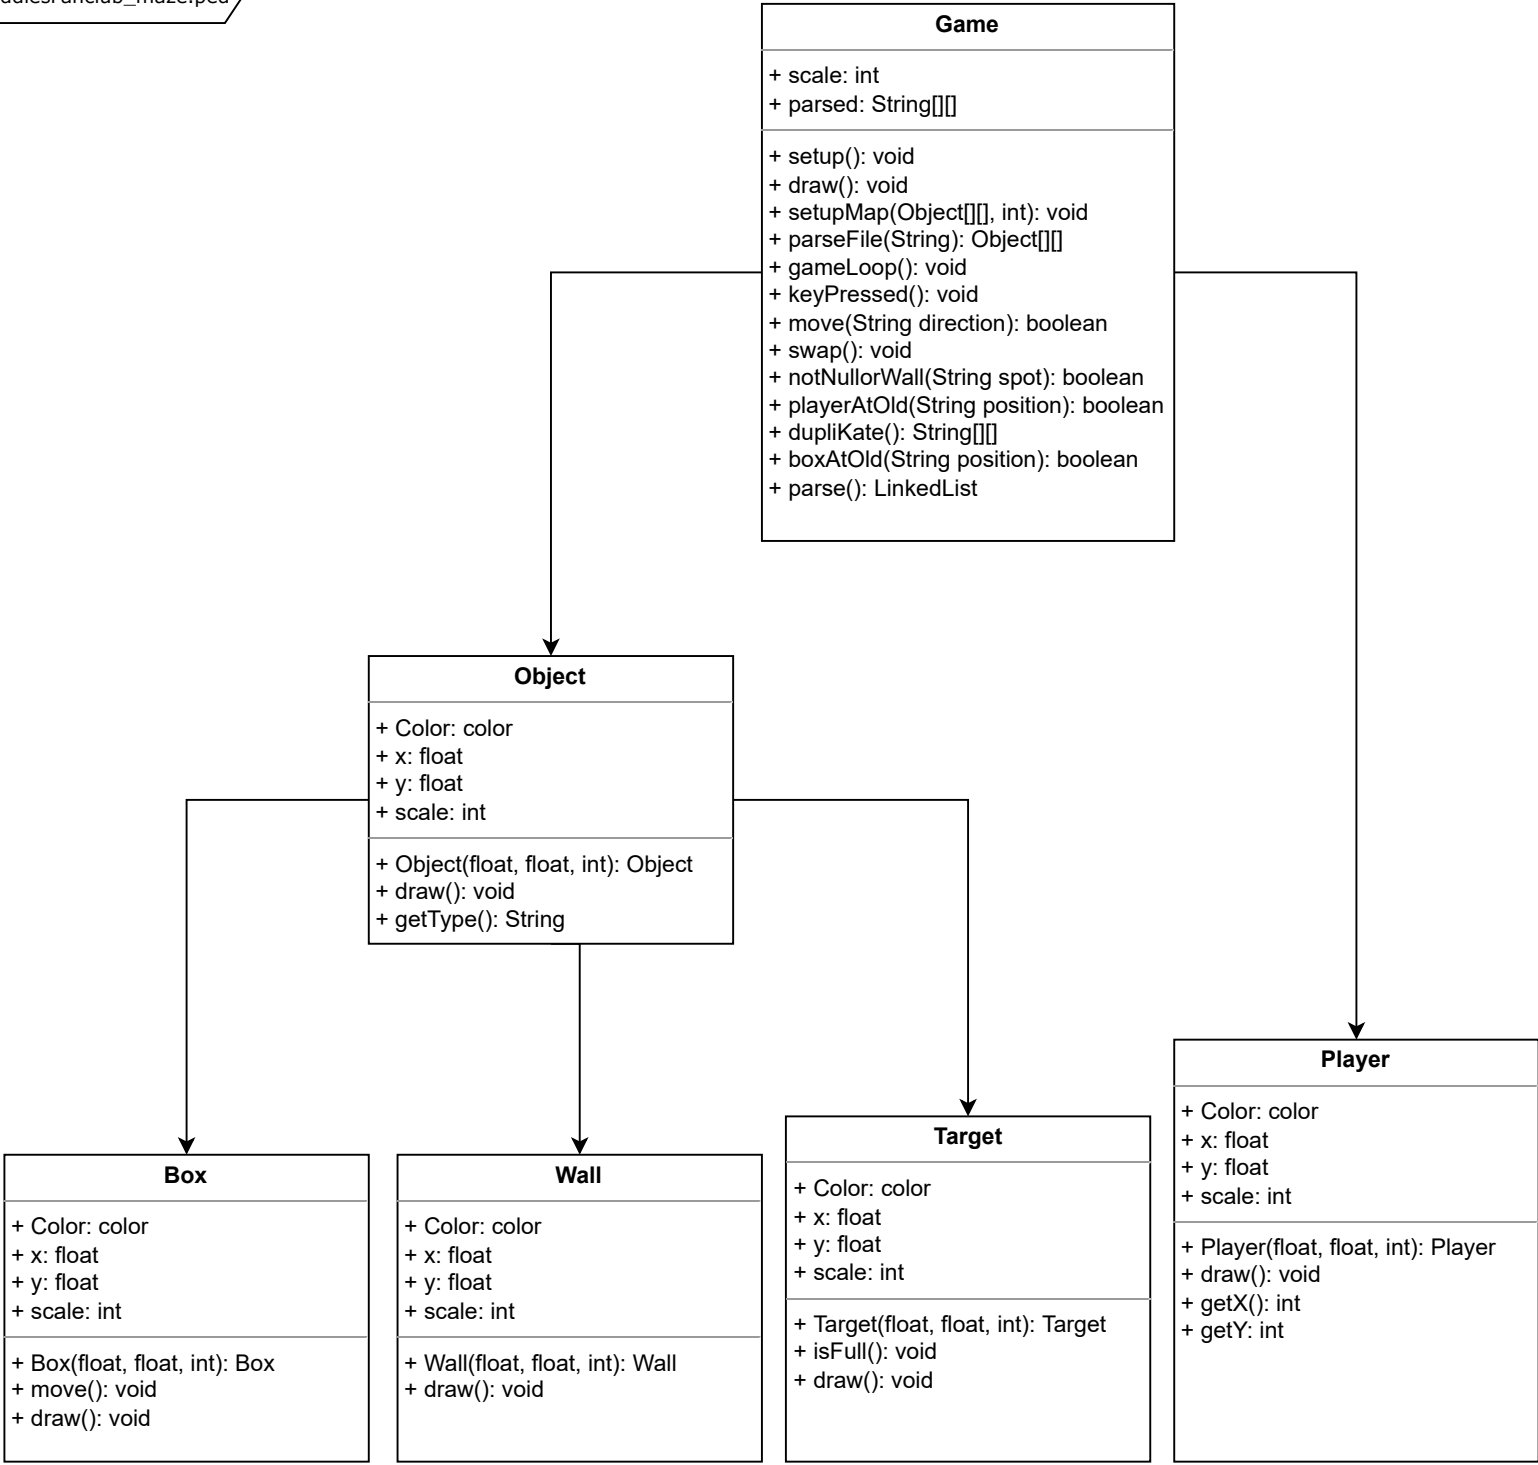 Game
+ scale: int
+ parsed: String[][]
+ setup(): void
+ draw(): void
+ setupMap(Object[][], int): void
+ parseFile(String): Object[][]
+ gameLoop(): void
+ keyPressed(): void
+ move(String direction): boolean
+ swap(): void
+ notNullorWall(String spot): boolean
+ playerAtOld(String position): boolean
+ dupliKate(): String[][]
+ boxAtOld(String position): boolean
+ parse(): LinkedList
Object
+ Color: color
+ x: float
+ y: float
+ scale: int
+ Object(float, float, int): Object
+ draw(): void
+ getType(): String
Box
+ Color: color
+ x: float
+ y: float
+ scale: int
+ Box(float, float, int): Box
+ move(): void
+ draw(): void
Wall
+ Color: color
+ x: float
+ y: float
+ scale: int
+ Wall(float, float, int): Wall
+ draw(): void
Target
+ Color: color
+ x: float
+ y: float
+ scale: int
+ Target(float, float, int): Target
+ isFull(): void
+ draw(): void
Player
+ Color: color
+ x: float
+ y: float
+ scale: int
+ Player(float, float, int): Player
+ draw(): void
+ getX(): int
+ getY: int